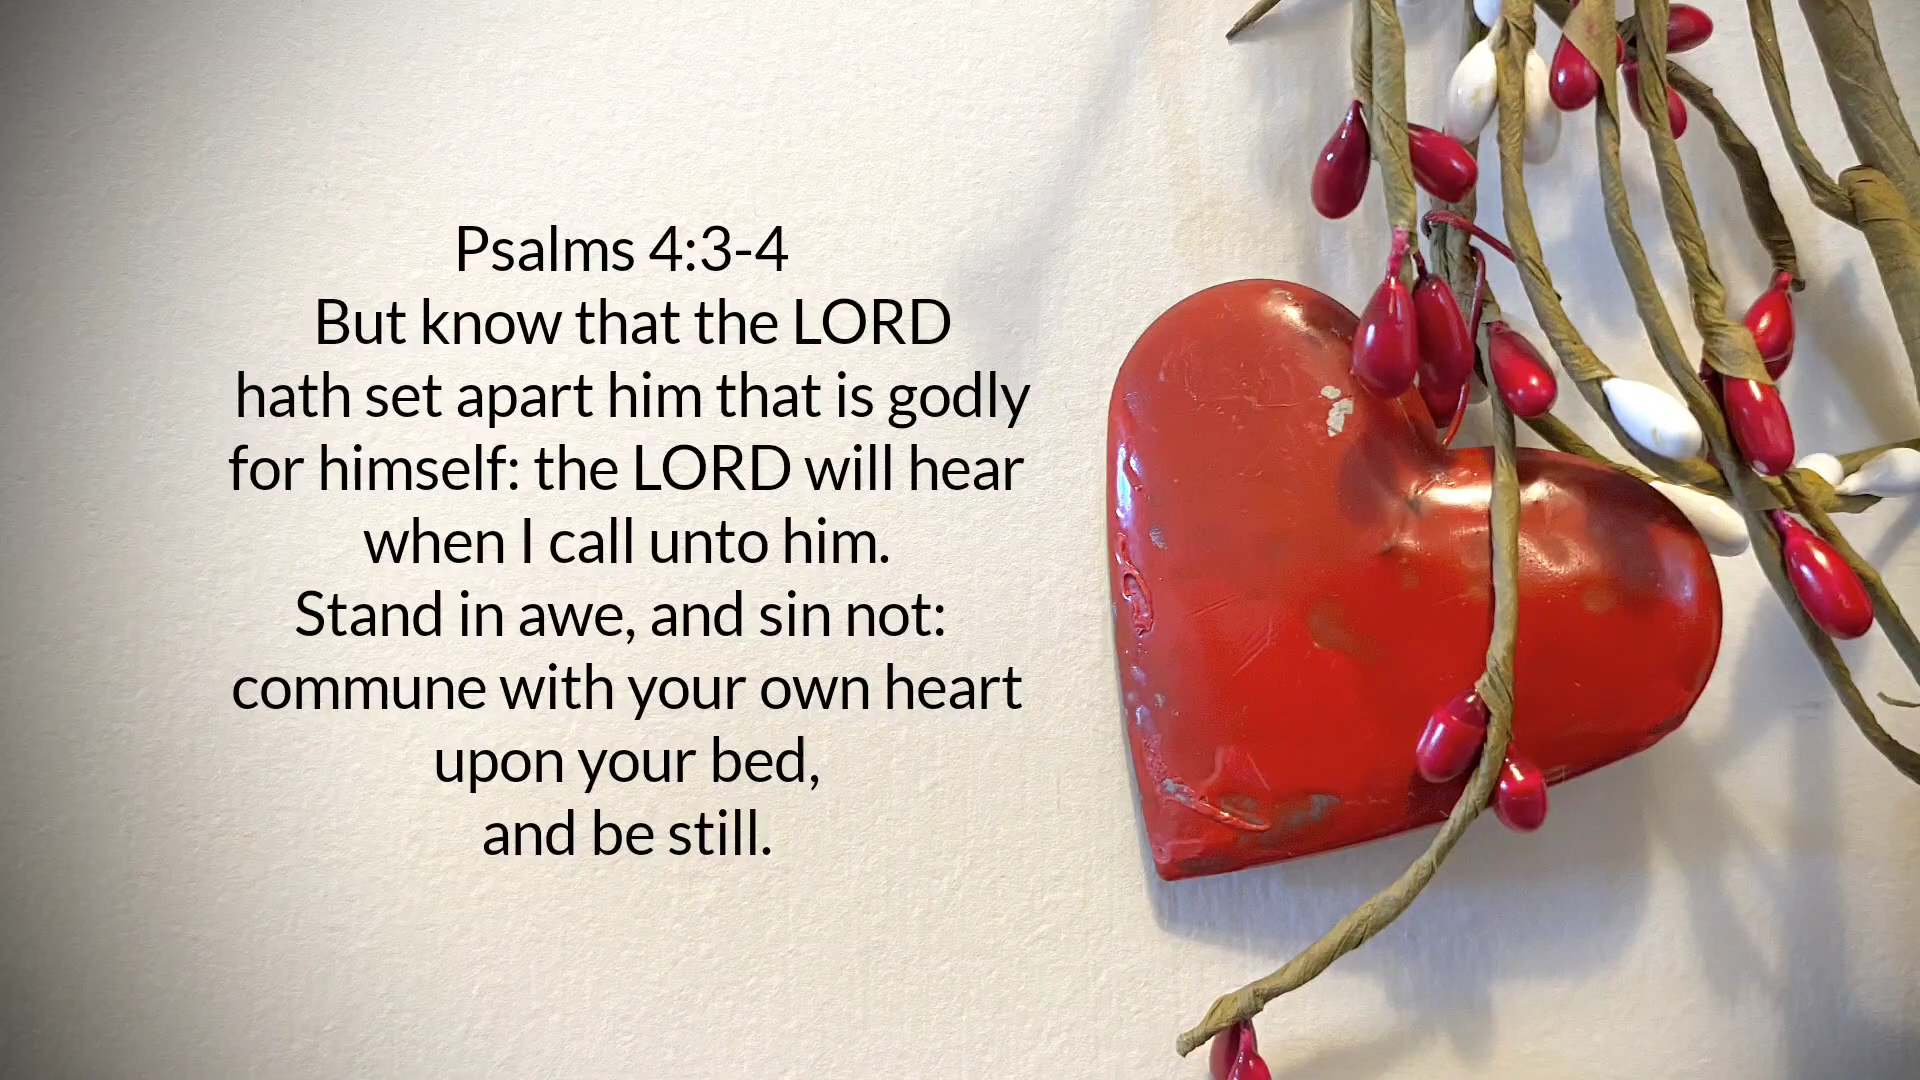 Psalms 4:3-4
But know that the LORD
hath set apart him that is godly
for himself: the LORD will hear
when I call unto him.
Stand in awe, and sin not:
commune with your own heart
upon your bed,
and be still.